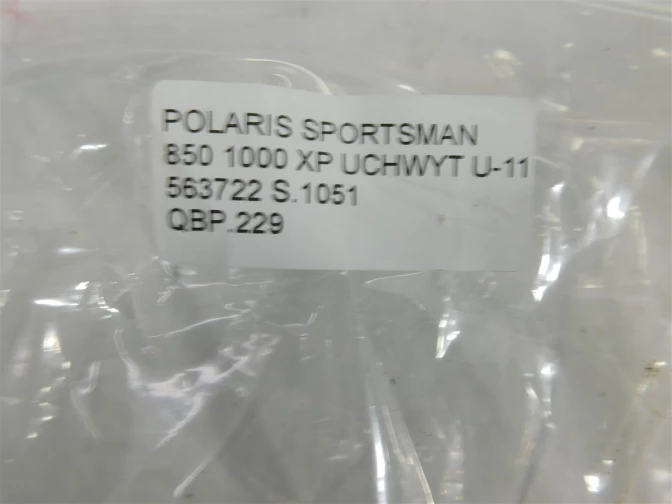 POLARIS SPORTSMAN
850 1000 XP UCHWYT U-11
563722 S.1051
QBP.229